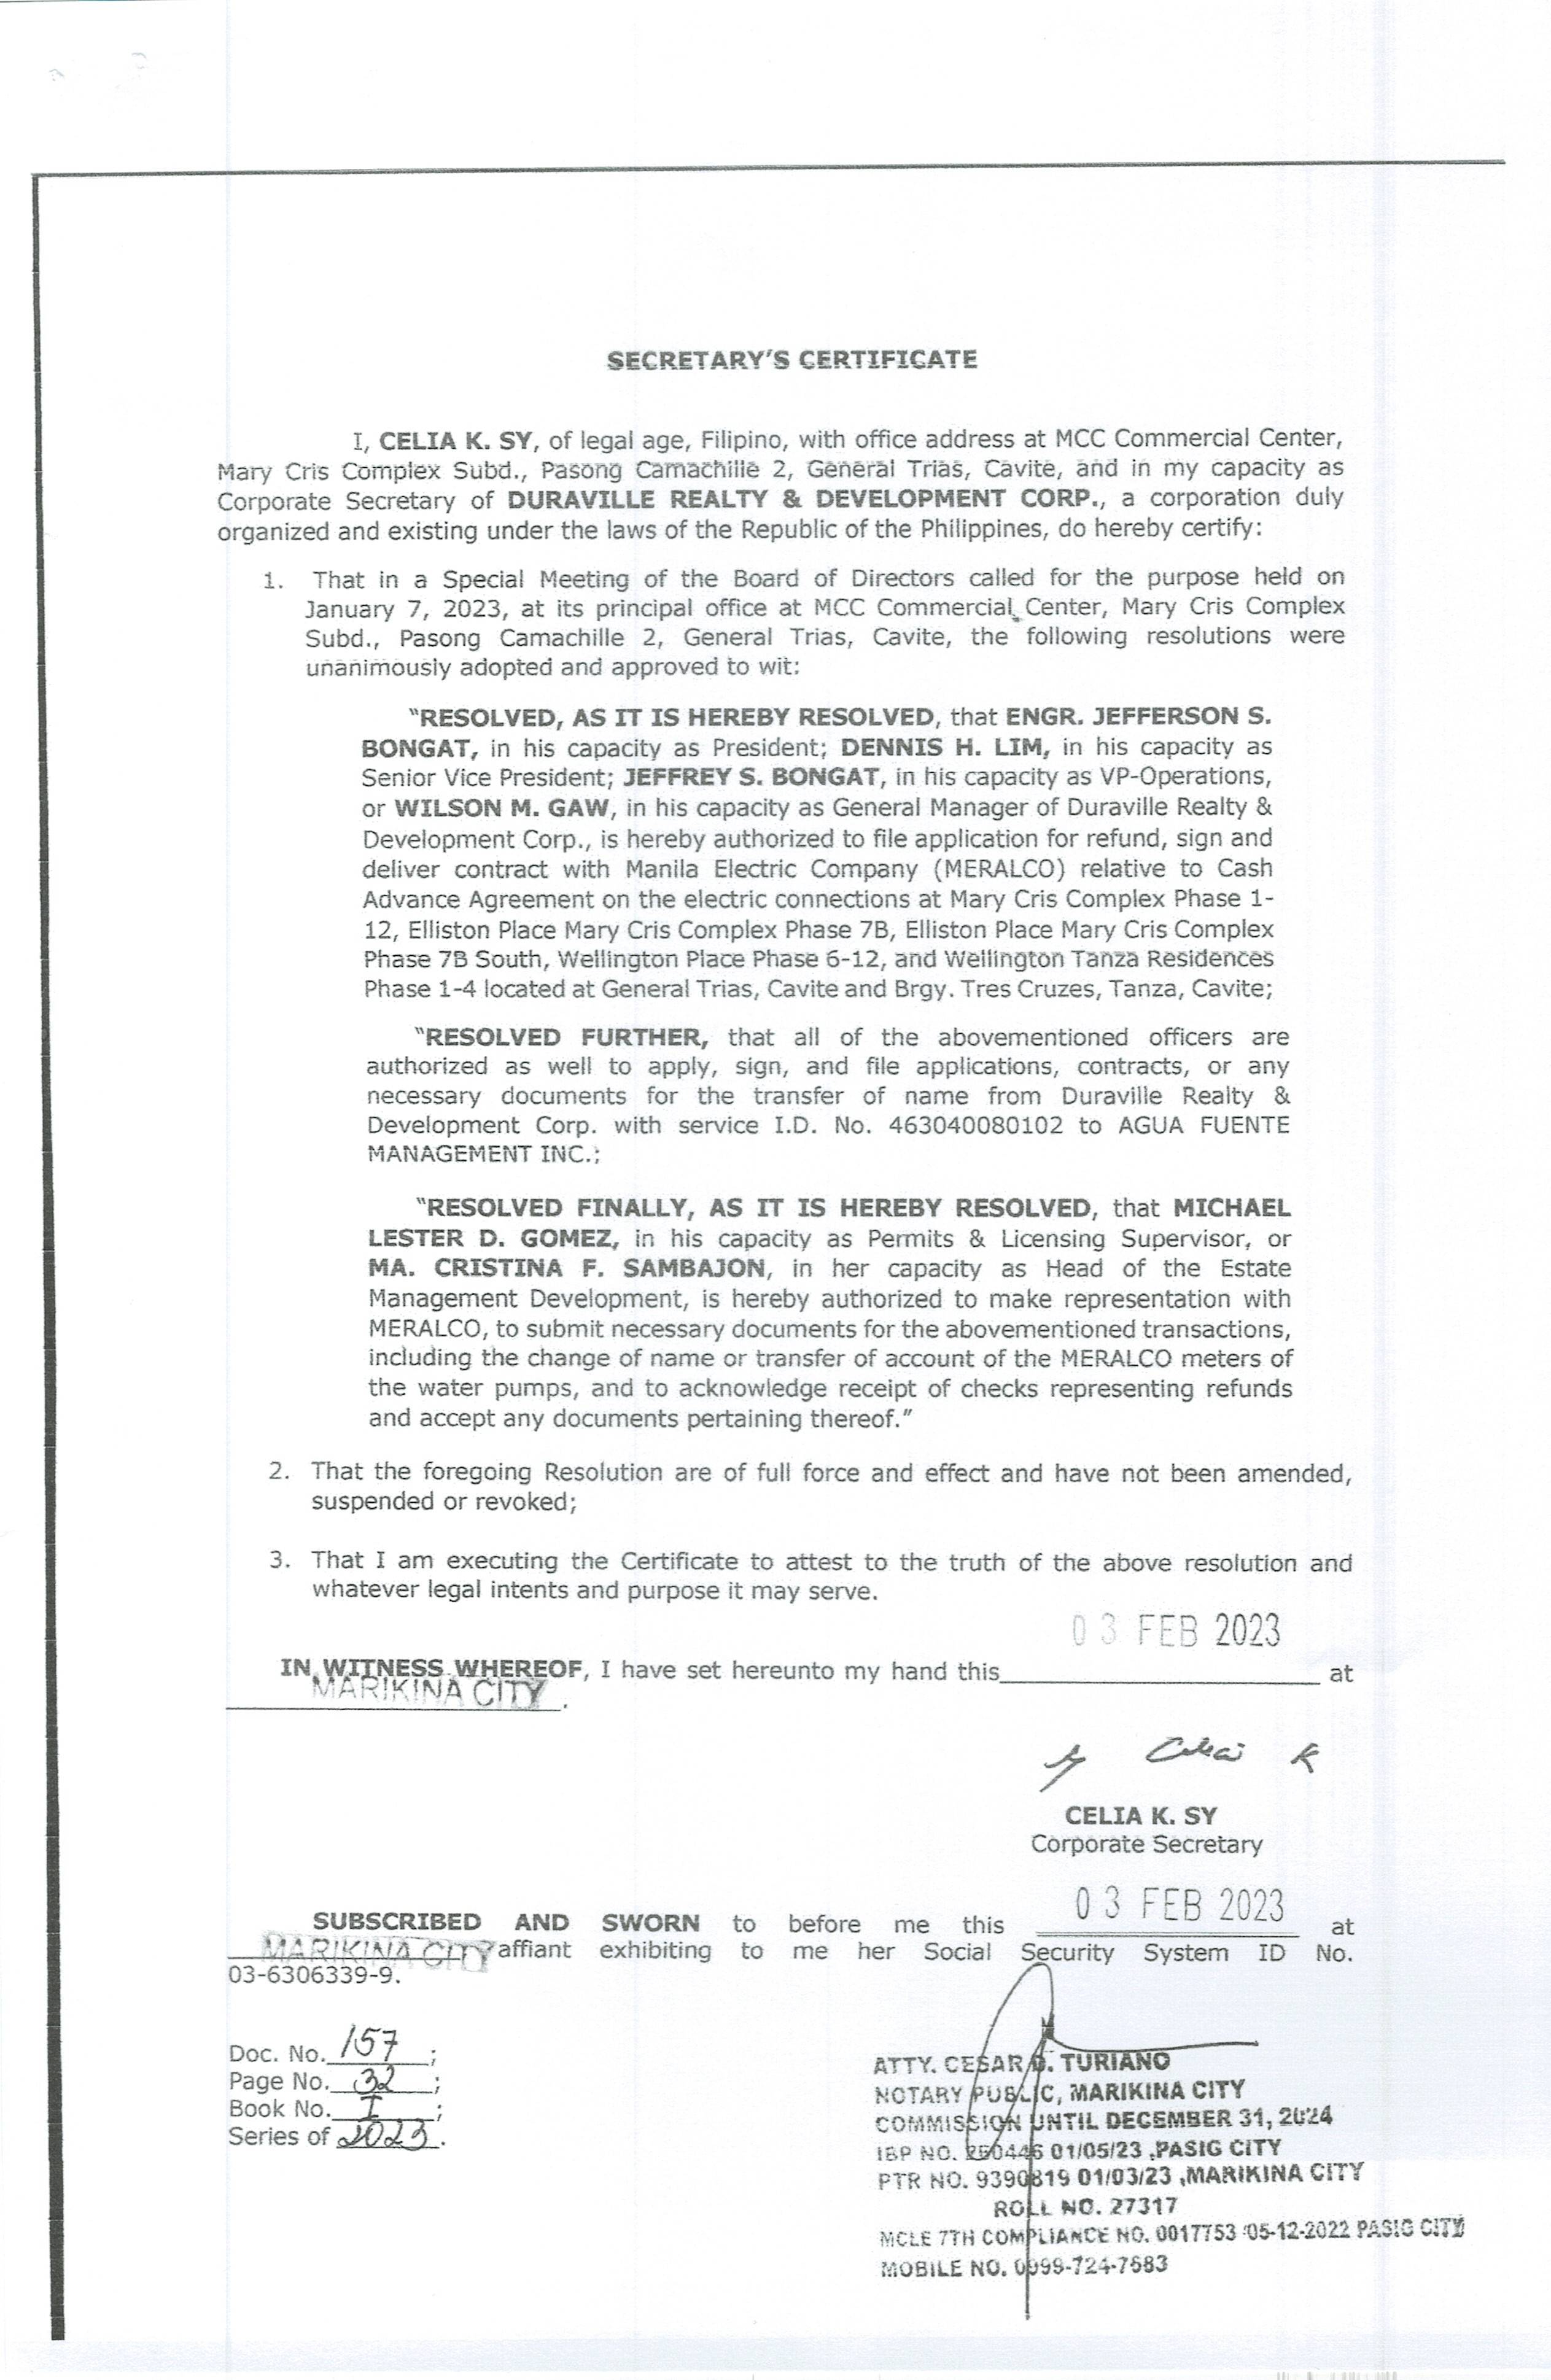 SECRETARY'S CERTIFICATE
I, CELIA K. SY, of legal age, Filipino, with office address at MCC Commercial Center,
Mary Cris Complex Subd., Pasong Camachille 2, General Trias, Cavite, and in my capacity as
Corporate Secretary of DURAVILLE REALTY & DEVELOPMENT CORP., a corporation duly
organized and existing under the laws of the Republic of the Philippines, do hereby certify:
1. That in a Special Meeting of the Board of Directors called for the purpose held on
January 7, 2023, at its principal office at MCC Commercial Center, Mary Cris Complex
Subd., Pasong Camachille 2, General Trias, Cavite, the following resolutions were
unanimously adopted and approved to wit:
"RESOLVED, AS IT IS HEREBY RESOLVED, that ENGR. JEFFERSON S.
BONGAT, in his capacity as President; DENNIS H. LIM, in his capacity as
Senior Vice President; JEFFREY S. BONGAT, in his capacity as VP-Operations,
or WILSON M. GAW, in his capacity as General Manager of Duraville Realty &
Development Corp., is hereby authorized to file application for refund, sign and
deliver contract with Manila Electric Company (MERALCO) relative to Cash
Advance Agreement on the electric connections at Mary Cris Complex Phase 1-
12, Elliston Place Mary Cris Complex Phase 7B, Elliston Place Mary Cris Complex
Phase 7B South, Wellington Place Phase 6-12, and Wellington Tanza Residences
Phase 1-4 located at General Trias, Cavite and Brgy. Tres Cruzes, Tanza, Cavite;
"RESOLVED FURTHER, that all of the abovementioned officers are
authorized as well to apply, sign, and file applications, contracts, or any
necessary documents for the transfer of name from Duraville Realty &
Development Corp. with service I.D. No. 463040080102 to AGUA FUENTE
MANAGEMENT INC.;
"RESOLVED FINALLY, AS IT IS HEREBY RESOLVED, that MICHAEL
LESTER D. GOMEZ, in his capacity as Permits & Licensing Supervisor, or
MA. CRISTINA F. SAMBAJON, in her capacity as Head of the Estate
Management Development, is hereby authorized to make representation with
MERALCO, to submit necessary documents for the abovementioned transactions,
including the change of name or transfer of account of the MERALCO meters of
the water pumps, and to acknowledge receipt of checks representing refunds
and accept any documents pertaining thereof."
2. That the foregoing Resolution are of full force and effect and have not been amended,
suspended or revoked;
3. That I am executing the Certificate to attest to the truth of the above resolution and
whatever legal intents and purpose it may serve.
03 FEB 2023
IN WITNESS WHEREOF, I have set hereunto my hand this at
MARIKINA CITY.
Sy Celia K
CELIA K. SY
Corporate Secretary
03 FEB 2023
SUBSCRIBED AND SWORN to before me this at
MARIKINA CITY affiant exhibiting to me her Social Security System ID No.
03-6306339-9.
Doc. No. 157;
Page No. 32;
Book No. I;
Series of 2023.
ATTY. CESAR TURIANO
NOTARY PUBLIC, MARIKINA CITY
COMMISSION UNTIL DECEMBER 31, 2024
IBP NO. 250446 01/05/23 ,PASIG CITY
PTR NO. 9390819 01/03/23 ,MARIKINA CITY
ROLL NO. 27317
MCLE 7TH COMPLIANCE NO. 0017753 05-12-2022 PASIG CITY
MOBILE NO. 0999-724-7683